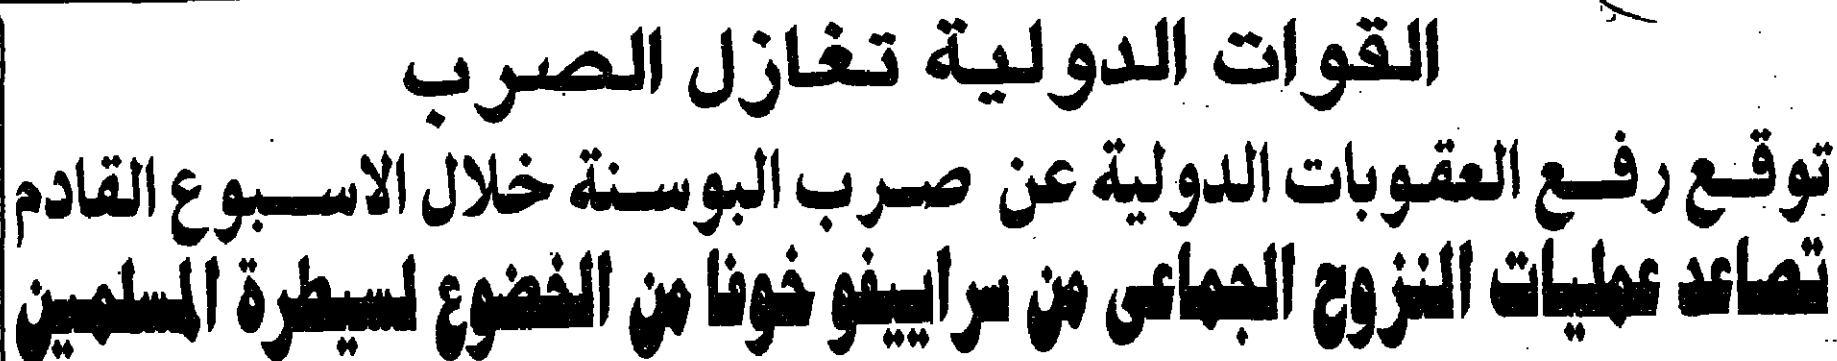 القوات الدولية تغازل الصرب
توقع رفع العقوبات الدولية عن صرب البوسنة خلال الاسبوع القادم
تصاعد عمليات النزوح الجماعى من سراييفو خوفا من الخضوع لسيطرة المسلمين